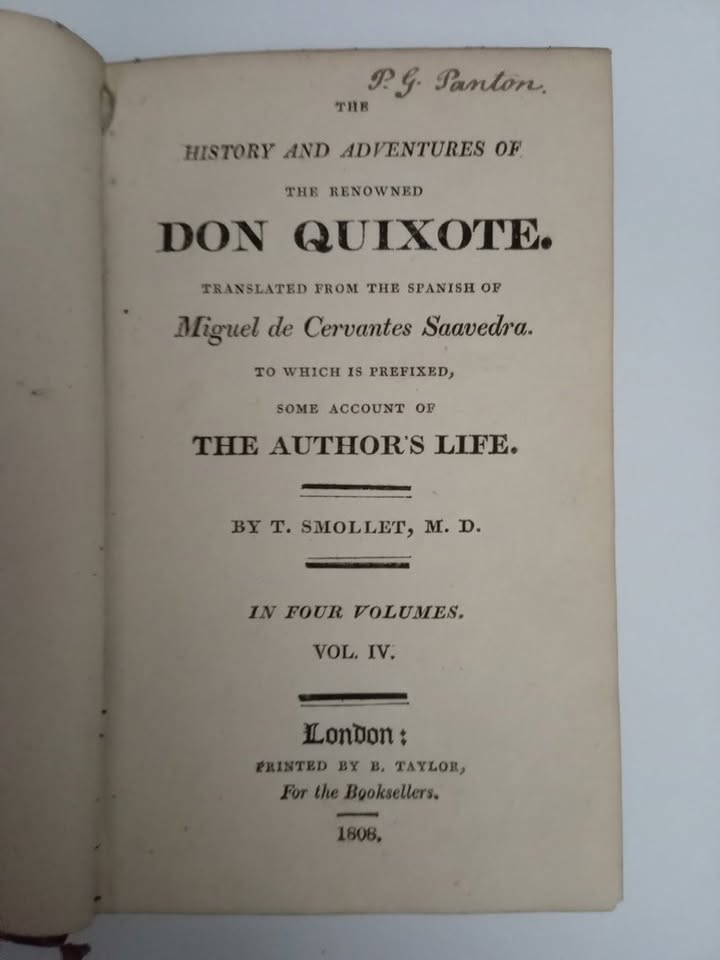 P. G. Panton.
THE
HISTORY AND ADVENTURES OF
THE RENOWNED
DON QUIXOTE.
TRANSLATED FROM THE SPANISH OF
Miguel de Cervantes Saavedra.
TO WHICH IS PREFIXED,
SOME ACCOUNT OF
THE AUTHOR'S LIFE.
BY T. SMOLLET, M. D.
IN FOUR VOLUMES.
VOL. IV.
London:
PRINTED BY B. TAYLOR,
For the Booksellers.
1808.